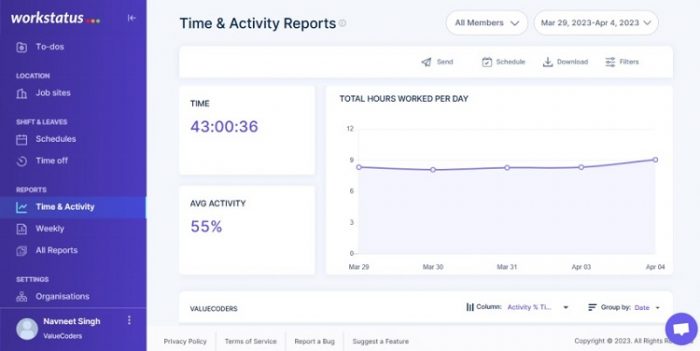 workstatus
To-dos
LOCATION
Job sites
SHIFT & LEAVES
Schedules
Time off
REPORTS
Time & Activity
Weekly
All Reports
SETTINGS
Organisations
Navneet Singh
ValueCoders
Time & Activity Reports
All Members
Mar 29, 2023-Apr 4, 2023
Send
Schedule
Download
Filters
TIME
43:00:36
AVG ACTIVITY
55%
TOTAL HOURS WORKED PER DAY
12
9
6
3
0
Mar 29 Mar 30 Mar 31 Apr 03 Apr 04
VALUECODERS
Column: Activity % Ti...
Group by: Date
Privacy Policy
Terms of Service
Report a Bug
Suggest a Feature
Copyright © 2023. All Rights